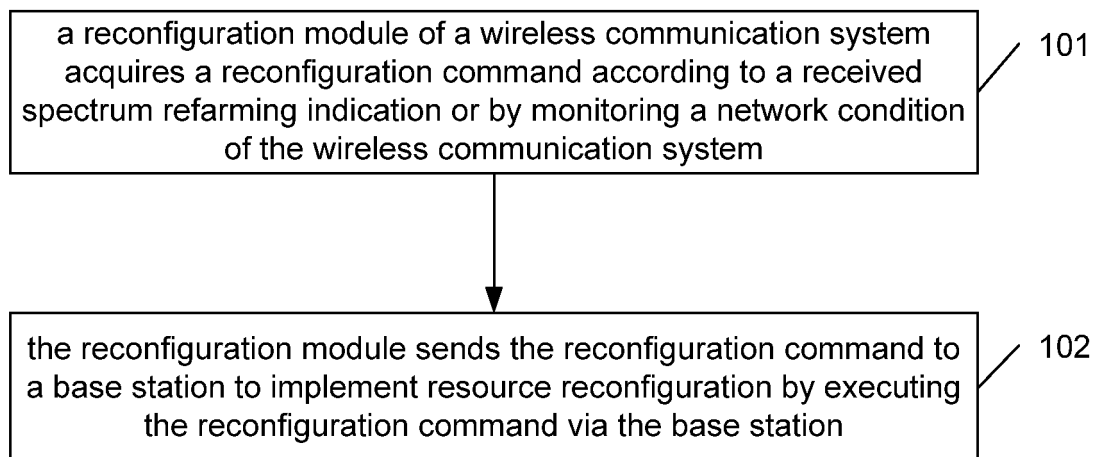 a reconfiguration module of a wireless communication system
acquires a reconfiguration command according to a received
spectrum refarming indication or by monitoring a network condition
of the wireless communication system
101
the reconfiguration module sends the reconfiguration command to
a base station to implement resource reconfiguration by executing
the reconfiguration command via the base station
102